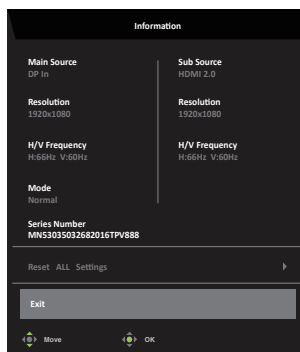 Information
Main Source
DP In
Sub Source
HDMI 2.0
Resolution
1920x1080
Resolution
1920x1080
H/V Frequency
H:66Hz V:60Hz
H/V Frequency
H:66Hz V:60Hz
Mode
Normal
Series Number
MN53035032682016TPV888
Reset ALL Settings
Exit
Move
OK